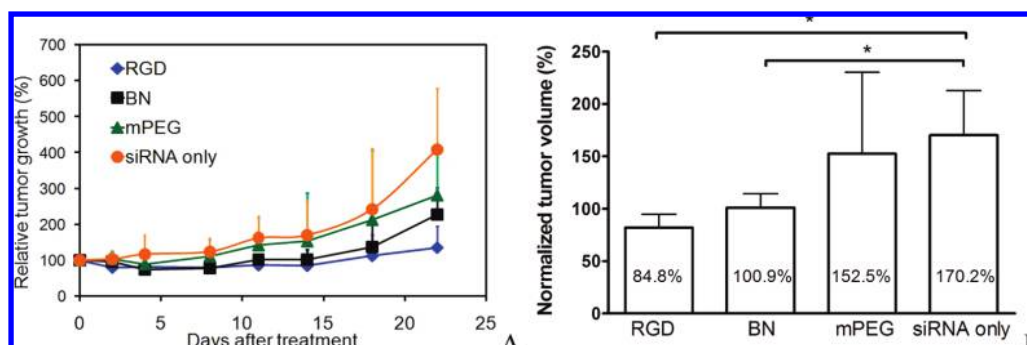 Relative tumor growth (%)
700
600
500
400
300
200
100
0
RGD
BN
mPEG
siRNA only
0 5 10 15 20 25
Days after treatment
A
Normalized tumor volume (%)
250
200
150
100
50
0
*
*
84.8% 100.9% 152.5% 170.2%
RGD BN mPEG siRNA only